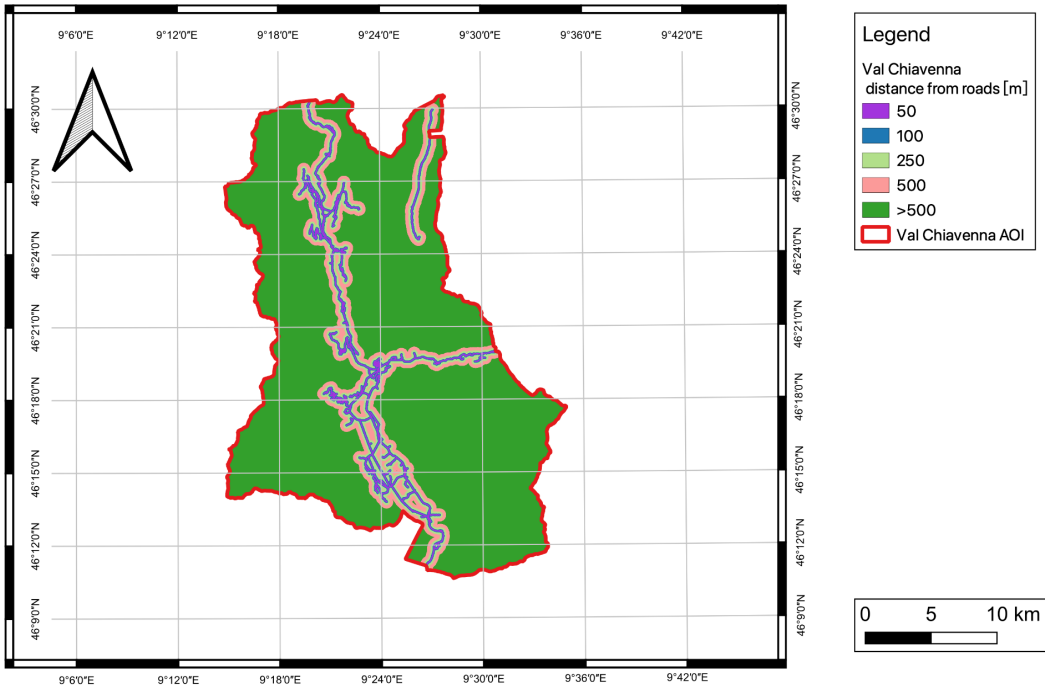 9°6'0"E 9°12'0"E 9°18'0"E 9°24'0"E 9°30'0"E 9°36'0"E 9°42'0"E
46°30'0"N 46°30'0"N
46°27'0"N 46°27'0"N
46°24'0"N 46°24'0"N
46°21'0"N 46°21'0"N
46°18'0"N 46°18'0"N
46°15'0"N 46°15'0"N
46°12'0"N 46°12'0"N
46°9'0"N 46°9'0"N
9°6'0"E 9°12'0"E 9°18'0"E 9°24'0"E 9°30'0"E 9°36'0"E 9°42'0"E
Legend
Val Chiavenna
distance from roads [m]
50
100
250
500
>500
Val Chiavenna AOI
0 5 10 km